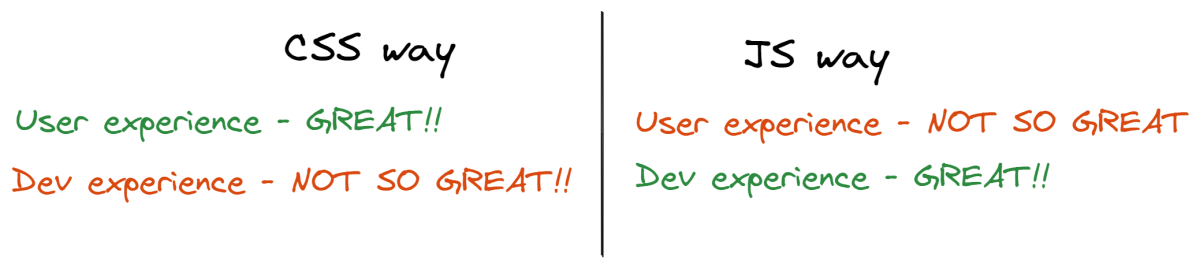 CSS way
User experience - GREAT!!
Dev experience - NOT SO GREAT!!
JS way
User experience - NOT SO GREAT
Dev experience - GREAT!!